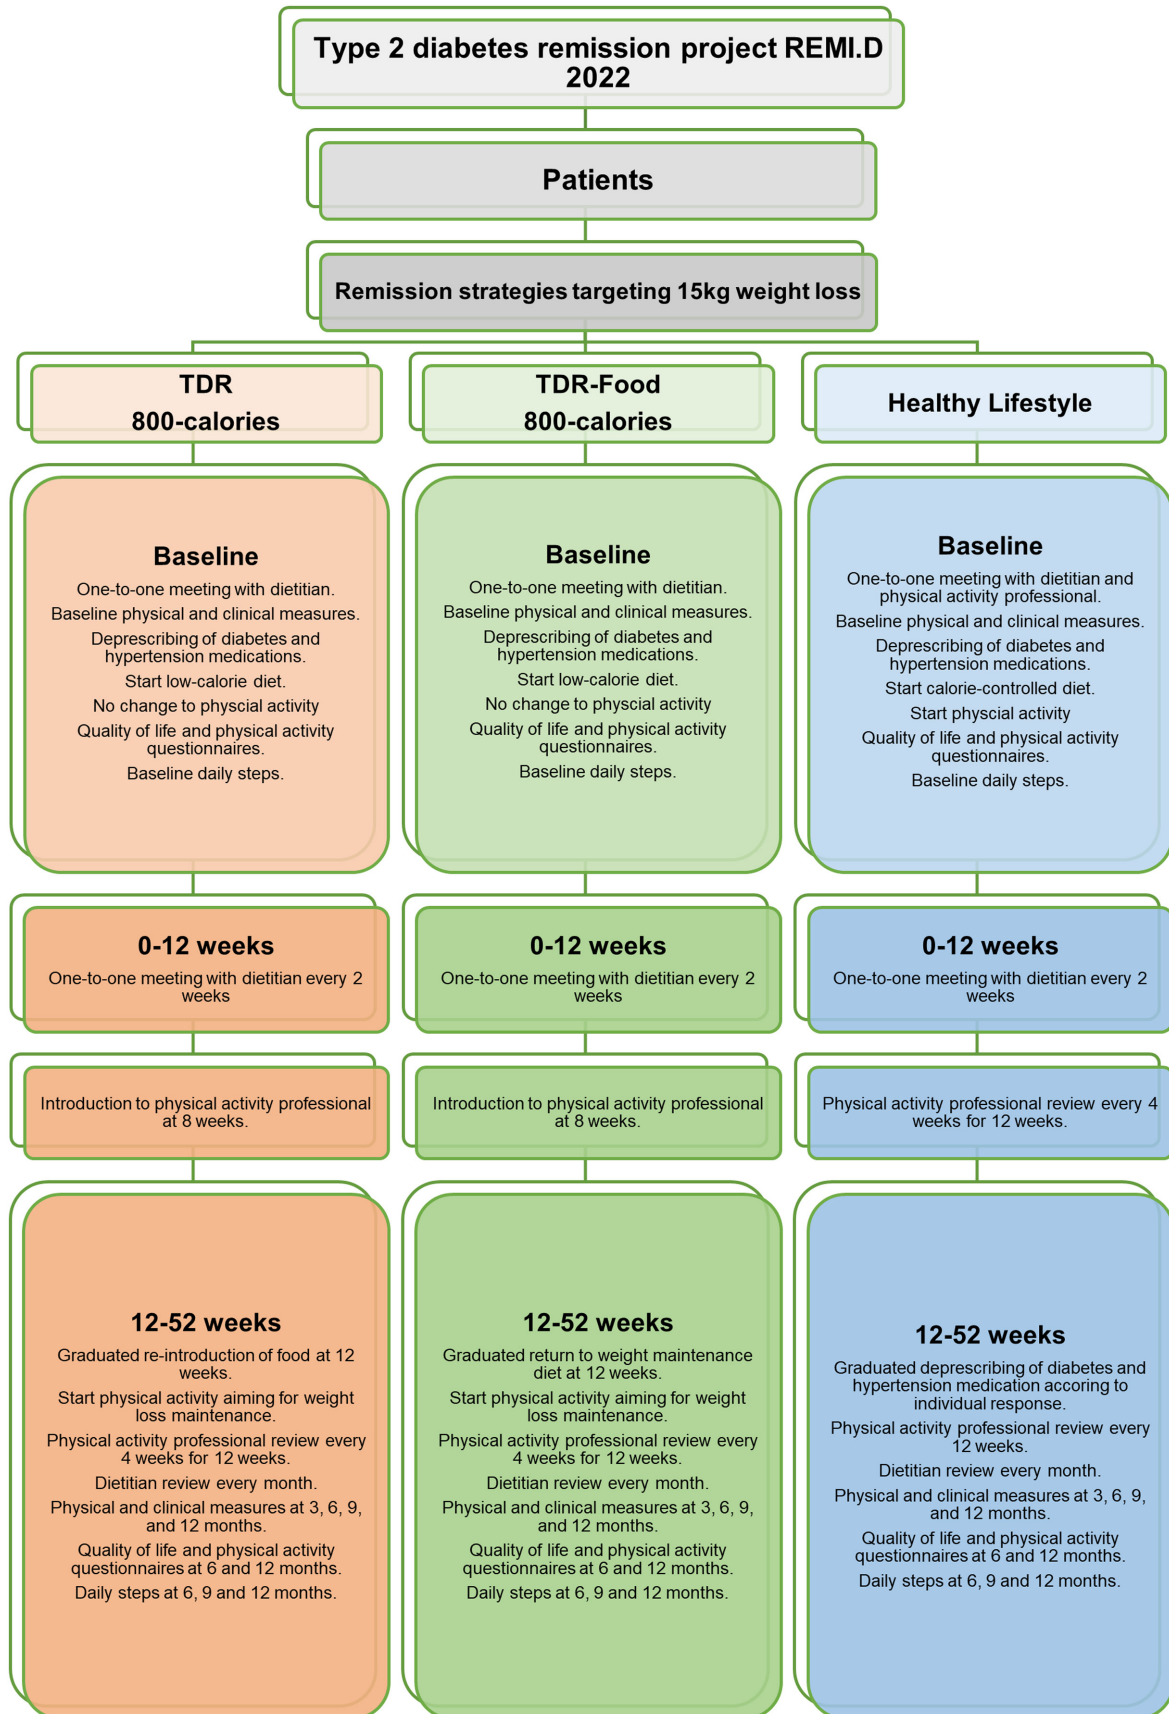 Type 2 diabetes remission project REMI.D
2022
Patients
Remission strategies targeting 15kg weight loss
TDR
800-calories
TDR-Food
800-calories
Healthy Lifestyle
Baseline
One-to-one meeting with dietitian.
Baseline physical and clinical measures.
Deprescribing of diabetes and
hypertension medications.
Start low-calorie diet.
No change to physcial activity
Quality of life and physical activity
questionnaires.
Baseline daily steps.
Baseline
One-to-one meeting with dietitian.
Baseline physical and clinical measures.
Deprescribing of diabetes and
hypertension medications.
Start low-calorie diet.
No change to physcial activity
Quality of life and physical activity
questionnaires.
Baseline daily steps.
Baseline
One-to-one meeting with dietitian and
physical activity professional.
Baseline physical and clinical measures.
Deprescribing of diabetes and
hypertension medications.
Start calorie-controlled diet.
Start physcial activity
Quality of life and physical activity
questionnaires.
Baseline daily steps.
0-12 weeks
One-to-one meeting with dietitian every 2
weeks
0-12 weeks
One-to-one meeting with dietitian every 2
weeks
0-12 weeks
One-to-one meeting with dietitian every 2
weeks
Introduction to physical activity professional
at 8 weeks.
Introduction to physical activity professional
at 8 weeks.
Physical activity professional review every 4
weeks for 12 weeks.
12-52 weeks
Graduated re-introduction of food at 12
weeks.
Start physical activity aiming for weight
loss maintenance.
Physical activity professional review every
4 weeks for 12 weeks.
Dietitian review every month.
Physical and clinical measures at 3, 6, 9,
and 12 months.
Quality of life and physical activity
questionnaires at 6 and 12 months.
Daily steps at 6, 9 and 12 months.
12-52 weeks
Graduated return to weight maintenance
diet at 12 weeks.
Start physical activity aiming for weight
loss maintenance.
Physical activity professional review every
4 weeks for 12 weeks.
Dietitian review every month.
Physical and clinical measures at 3, 6, 9,
and 12 months.
Quality of life and physical activity
questionnaires at 6 and 12 months.
Daily steps at 6, 9 and 12 months.
12-52 weeks
Graduated deprescribing of diabetes and
hypertension medication accoring to
individual response.
Physical activity professional review every
12 weeks.
Dietitian review every month.
Physical and clinical measures at 3, 6, 9,
and 12 months.
Quality of life and physical activity
questionnaires at 6 and 12 months.
Daily steps at 6, 9 and 12 months.